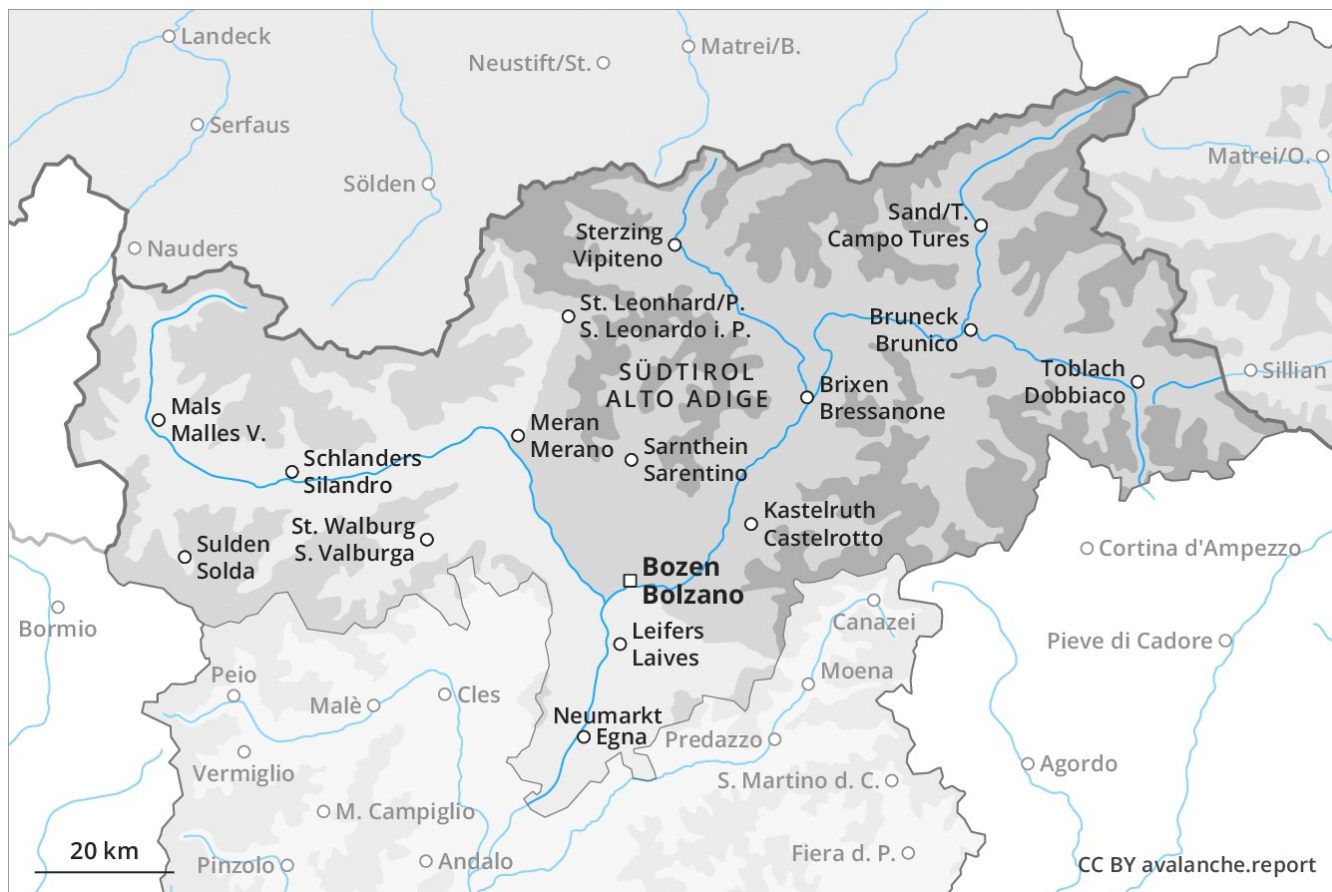 Landeck
Matrei/B.
Neustift/St.
Serfaus
Matrei/O.
Sölden
Sand/T.
Campo Tures
Sterzing
Vipiteno
Nauders
St. Leonhard/P.
S. Leonardo i. P.
Bruneck
Brunico
SÜDTIROL
ALTO ADIGE
Toblach
Dobbiaco
Sillian
Brixen
Bressanone
Mals
Malles V.
Meran
Merano
Sarnthein
Sarentino
Schlanders
Silandro
Kastelruth
Castelrotto
St. Walburg
S. Valburga
Sulden
Solda
Cortina d'Ampezzo
Bozen
Bolzano
Bormio
Canazei
Leifers
Laives
Pieve di Cadore
Peio
Moena
Malè
Cles
Neumarkt
Egna
Predazzo
Vermiglio
Agordo
S. Martino d. C.
M. Campiglio
20 km
Pinzolo
Andalo
Fiera d. P.
CC BY avalanche.report